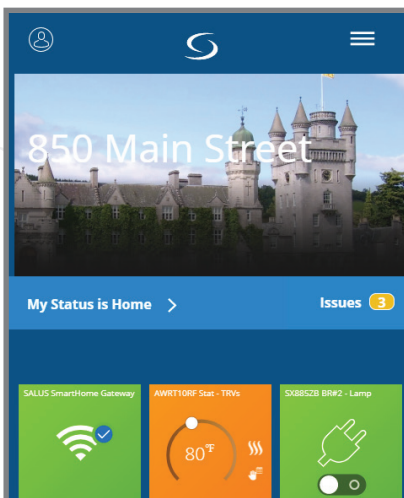 850 Main Street
My Status is Home
Issues 3
SALUS SmartHome Gateway
AWRT10RF Stat - TRVs
SX885ZB BR#2 - Lamp
80°F